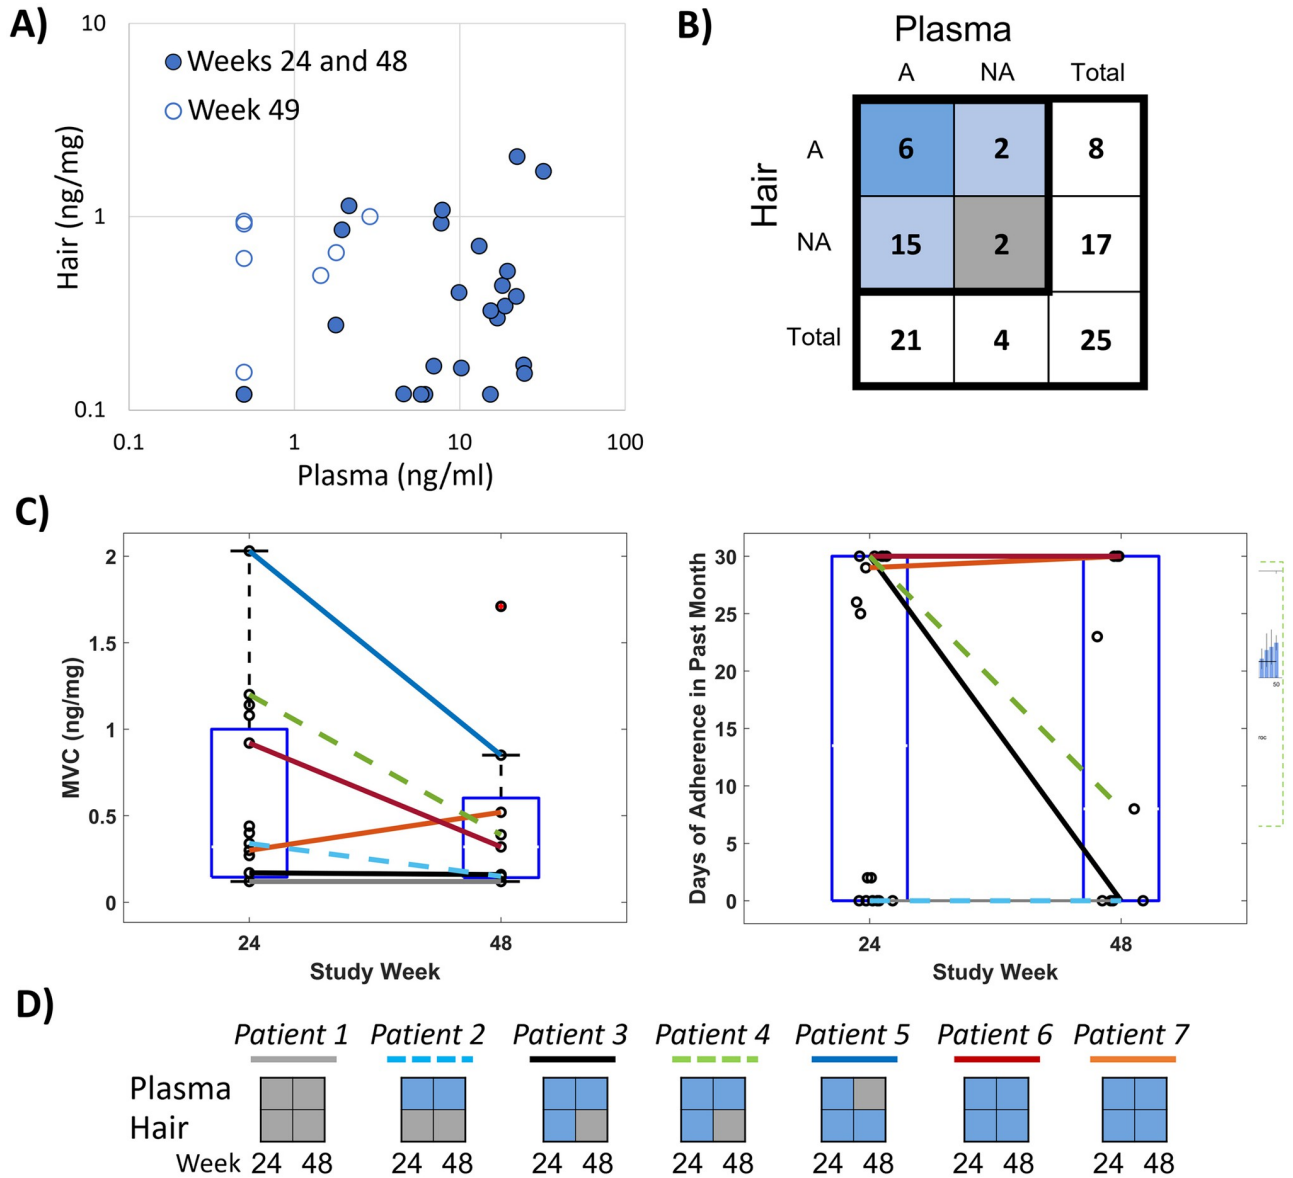 A)
10
Weeks 24 and 48
Week 49
1
0.1
Hair (ng/mg)
0.1
1
10
100
Plasma (ng/ml)
B)
Plasma
A
NA
Total
Hair
A
6
2
8
NA
15
2
17
Total
21
4
25
C)
2
1.5
1
0.5
0
MVC (ng/mg)
24
48
Study Week
30
25
20
15
10
5
0
Days of Adherence in Past Month
24
48
Study Week
50
D)
Patient 1
Patient 2
Patient 3
Patient 4
Patient 5
Patient 6
Patient 7
Plasma
Hair
Week 24 48 24 48 24 48 24 48 24 48 24 48 24 48